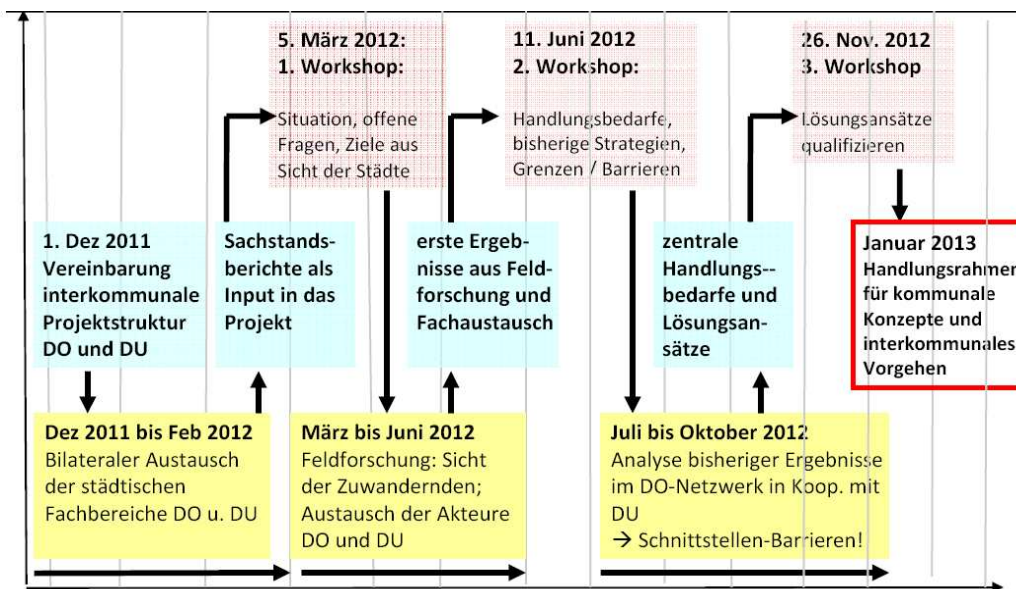 5. März 2012:
1. Workshop:
Situation, offene
Fragen, Ziele aus
Sicht der Städte
11. Juni 2012
2. Workshop:
Handlungsbedarfe,
bisherige Strategien,
Grenzen / Barrieren
26. Nov. 2012
3. Workshop
Lösungsansätze
qualifizieren
1. Dez 2011
Vereinbarung
interkommunale
Projektstruktur
DO und DU
Sachstands-
berichte als
Input in das
Projekt
erste Ergeb-
nisse aus Feld-
forschung und
Fachaustausch
zentrale
Handlungs--
bedarfe und
Lösungsan-
sätze
Januar 2013
Handlungsrahmen
für kommunale
Konzepte und
interkommunales
Vorgehen
Dez 2011 bis Feb 2012
Bilateraler Austausch
der städtischen
Fachbereiche DO u. DU
März bis Juni 2012
Feldforschung: Sicht
der Zuwandernden;
Austausch der Akteure
DO und DU
Juli bis Oktober 2012
Analyse bisheriger Ergebnisse
im DO-Netzwerk in Koop. mit
DU
→ Schnittstellen-Barrieren!